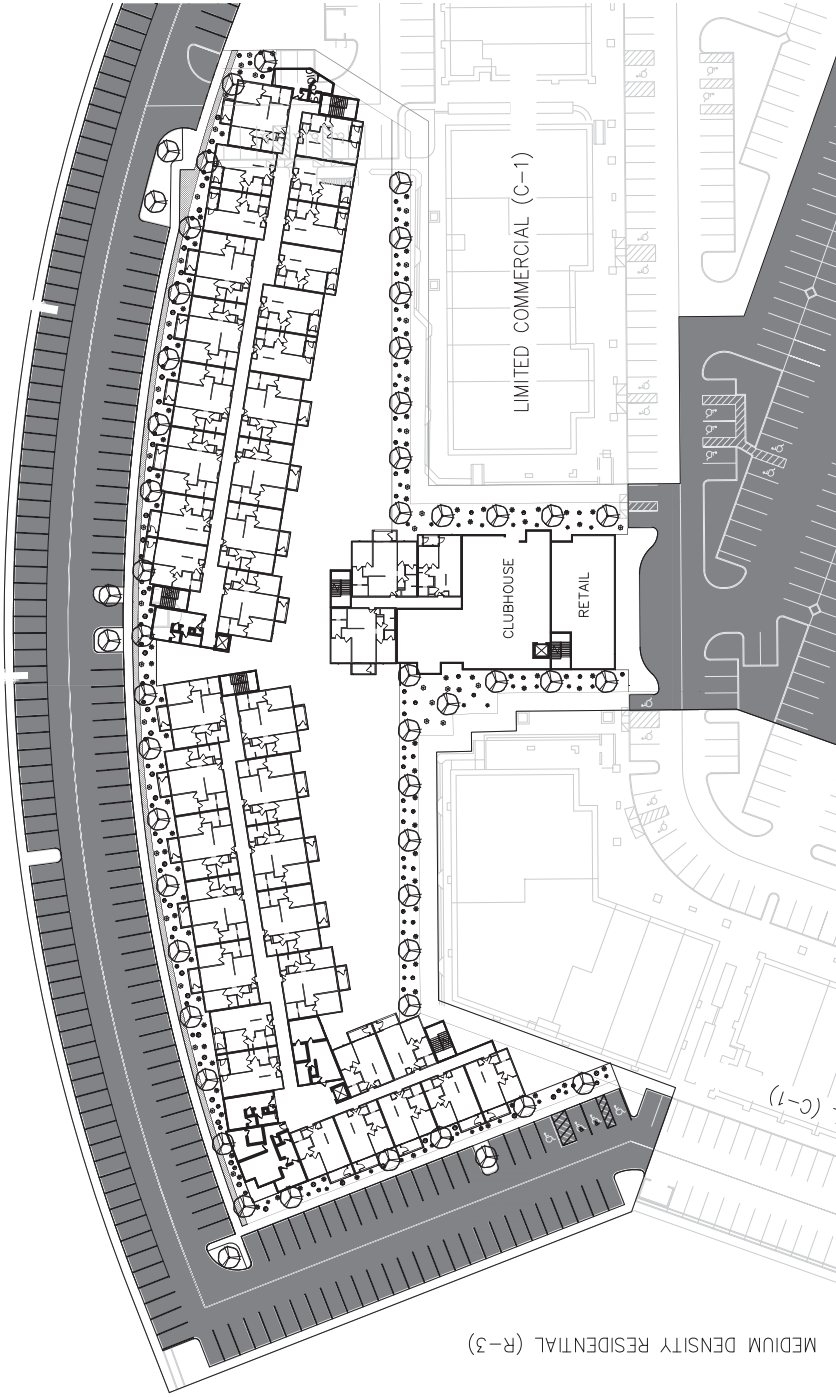 LIMITED COMMERCIAL (C-1)
CLUBHOUSE
RETAIL
(C-1)
MEDIUM DENSITY RESIDENTIAL (R-3)